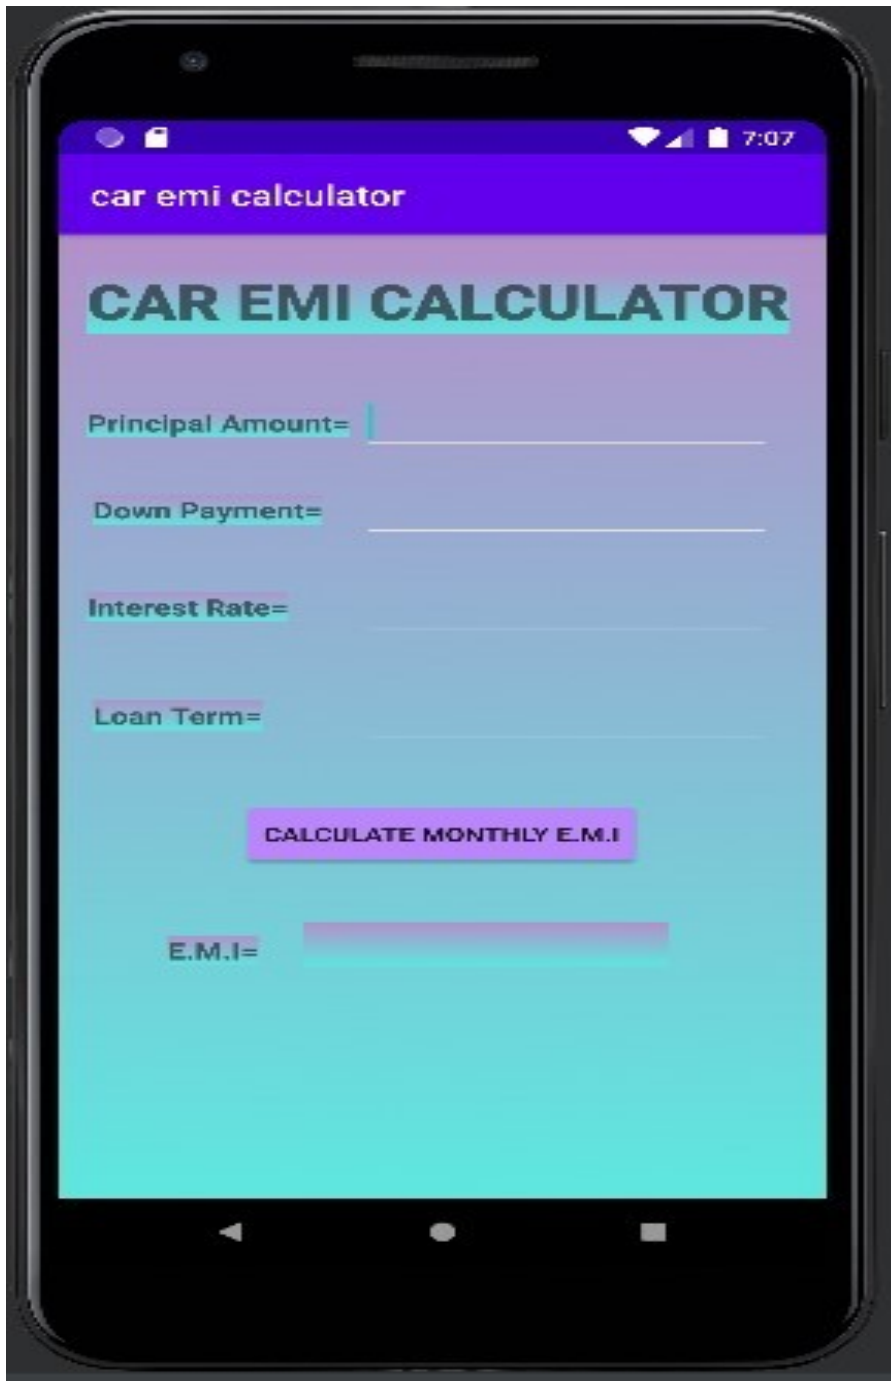 7:07
car emi calculator
CAR EMI CALCULATOR
Principal Amount=
Down Payment=
Interest Rate=
Loan Term=
CALCULATE MONTHLY E.M.I
E.M.I=